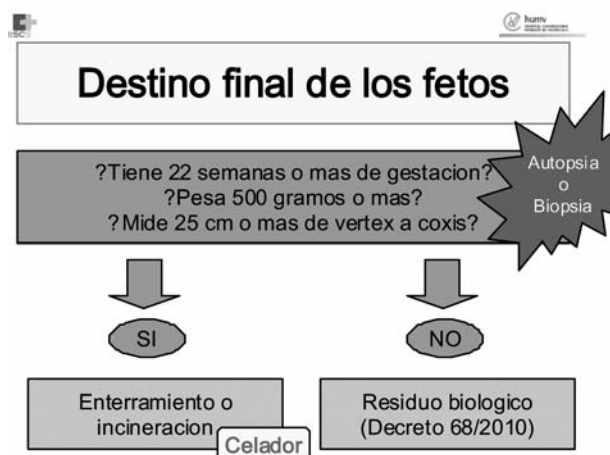 humv
Destino final de los fetos
?Tiene 22 semanas o mas de gestacion?
?Pesa 500 gramos o mas?
?Mide 25 cm o mas de vertex a coxis?
Autopsia
o
Biopsia
SI
NO
Enterramiento o
incineracion
Celador
Residuo biologico
(Decreto 68/2010)